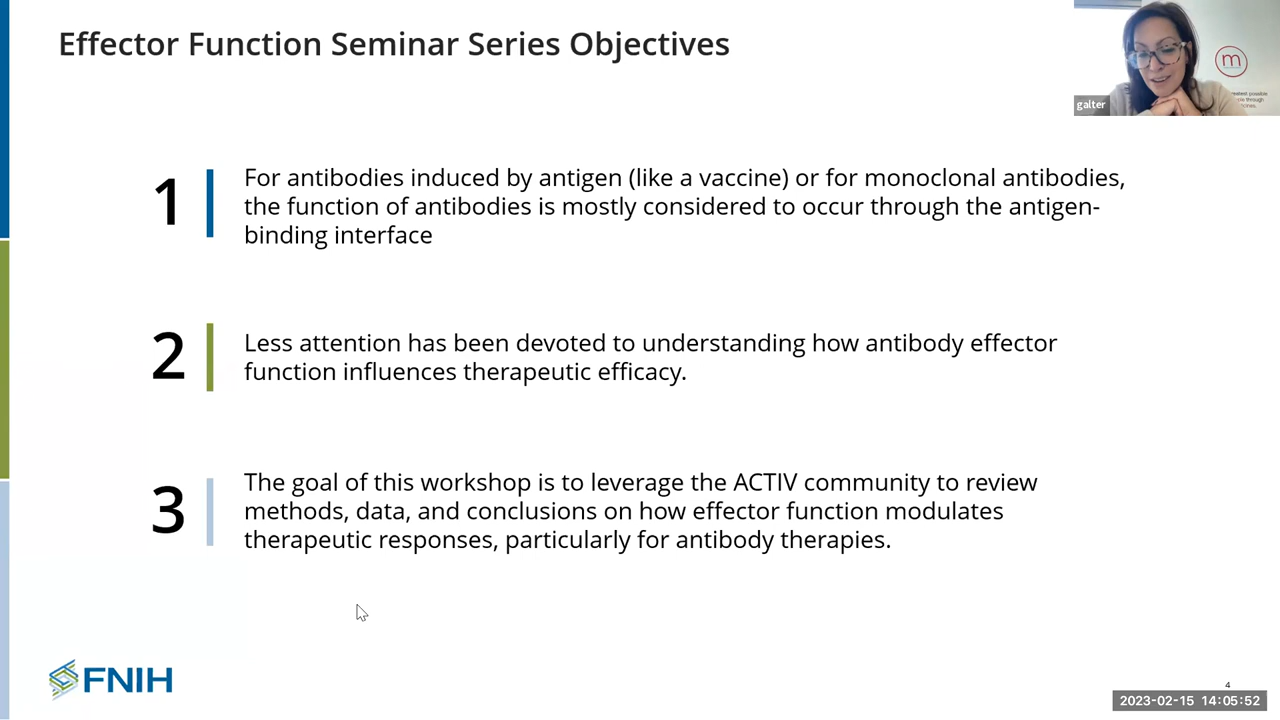 Effector Function Seminar Series Objectives
m
galter
1
For antibodies induced by antigen (like a vaccine) or for monoclonal antibodies,
the function of antibodies is mostly considered to occur through the antigen-
binding interface
2
Less attention has been devoted to understanding how antibody effector
function influences therapeutic efficacy.
3
The goal of this workshop is to leverage the ACTIV community to review
methods, data, and conclusions on how effector function modulates
therapeutic responses, particularly for antibody therapies.
FNIH
4
2023-02-15 14:05:52